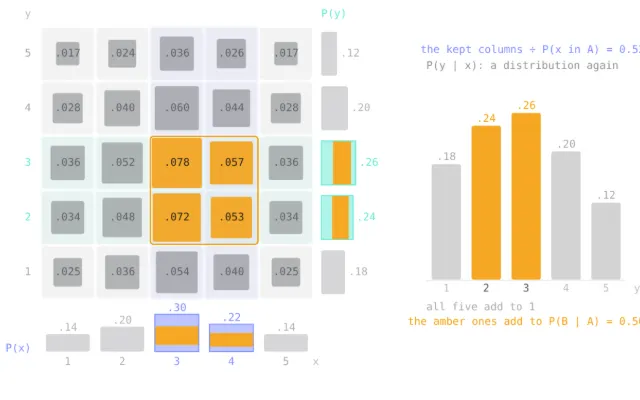 y P(y)
5 .017 .024 .036 .026 .017 .12
4 .028 .040 .060 .044 .028 .20
3 .036 .052 .078 .057 .036 .26
2 .034 .048 .072 .053 .034 .24
1 .025 .036 .054 .040 .025 .18
.14 .20 .30 .22 .14
P(x)
1 2 3 4 5 x
the kept columns ÷ P(x in A) = 0.5
P(y | x): a distribution again
.18 .24 .26 .20 .12
1 2 3 4 5 y
all five add to 1
the amber ones add to P(B | A) = 0.50